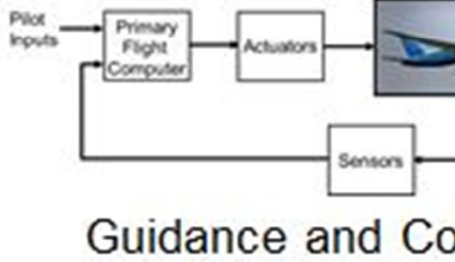 Pilot
Inputs
Primary
Flight
Computer
Actuators
Sensors
Guidance and Co